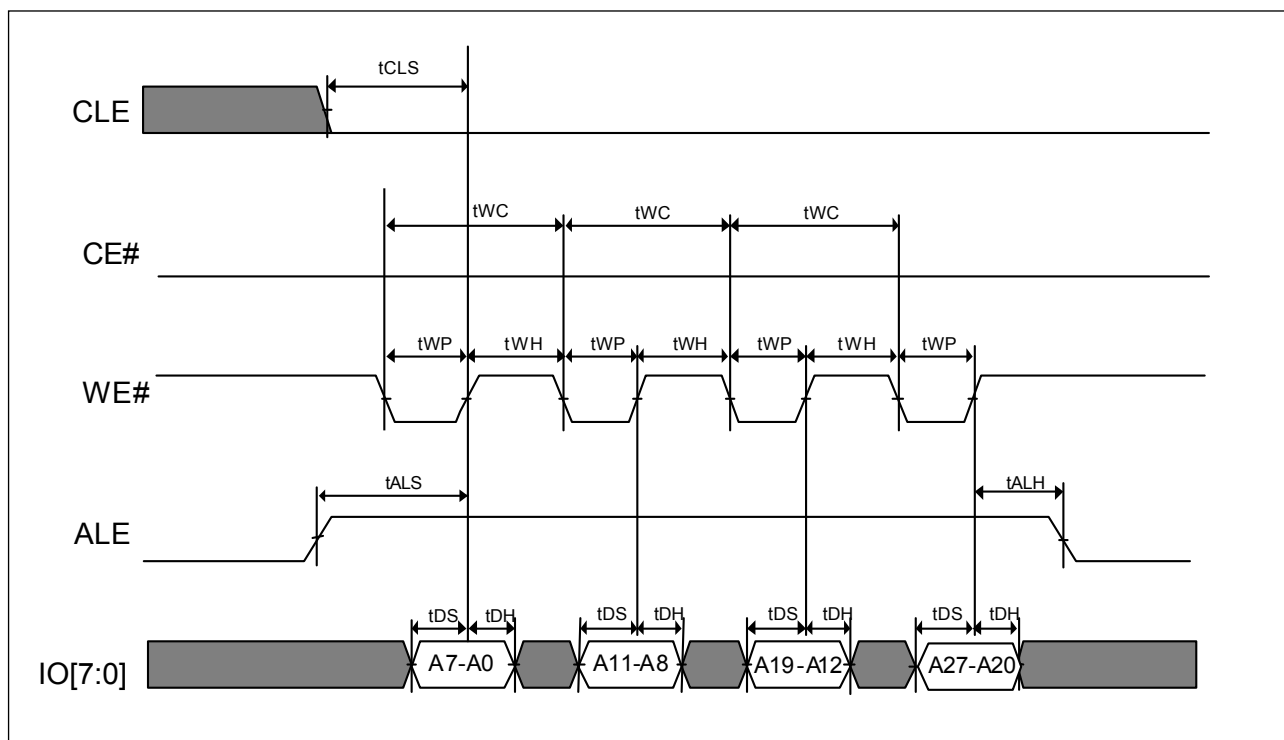 tCLS
CLE
tWC tWC tWC
CE#
tWP tWH tWP tWH tWP tWH tWP
WE#
tALS tALH
ALE
tDS tDH tDS tDH tDS tDH tDS tDH
IO[7:0] A7-A0 A11-A8 A19-A12 A27-A20